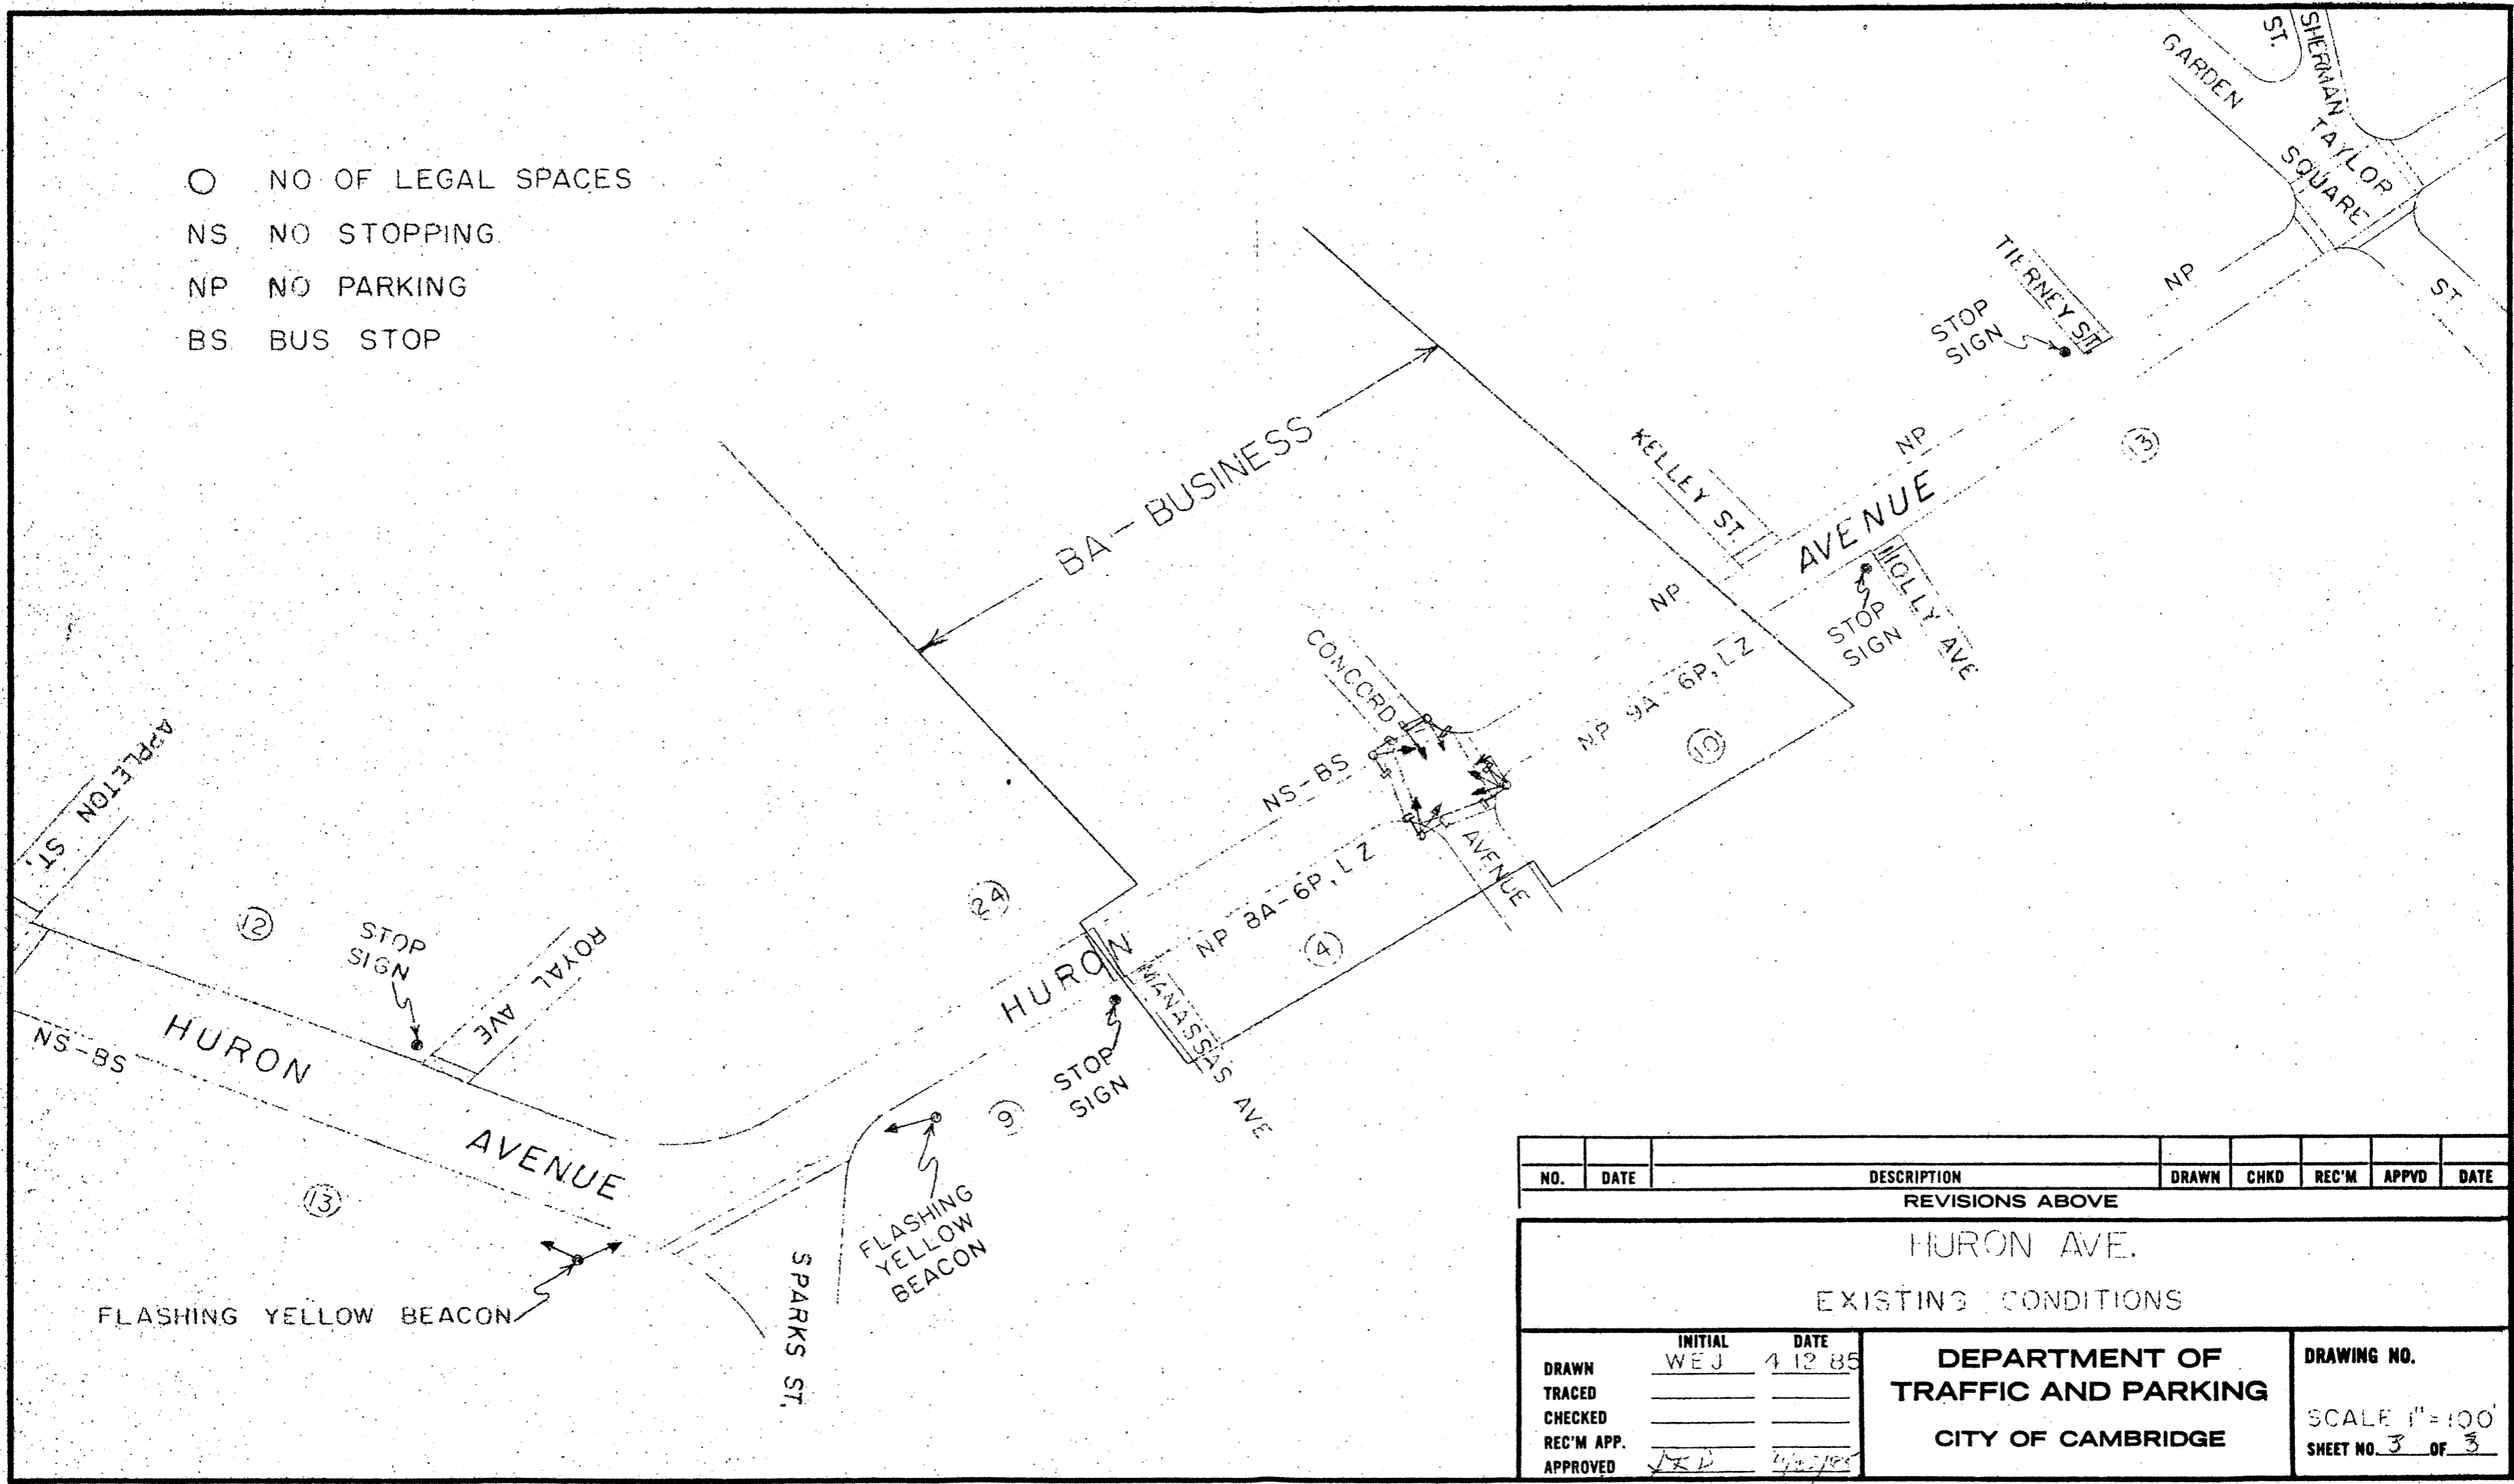 ○ NO OF LEGAL SPACES
NS NO STOPPING
NP NO PARKING
BS BUS STOP
GARDEN
ST.
SHERMAN
TAYLOR
SQUARE
ST.
NP
TIERNEY ST.
STOP
SIGN
13
NP
KELLEY ST.
AVENUE
HOLLY AVE
STOP
SIGN
NP
BA-BUSINESS
CONCORD
AVENUE
NP 9A-6P, LZ
10
NS-BS
NP 8A-6P, LZ
4
24
HURON
MANASSAS AVE
STOP
SIGN
9
FLASHING
YELLOW
BEACON
SPARKS ST.
APPLETON
ST.
12
STOP
SIGN
ROYAL AVE
HURON
AVENUE
NS-BS
13
FLASHING YELLOW BEACON
NO. DATE DESCRIPTION DRAWN CHKD REC'M APPVD DATE
REVISIONS ABOVE
HURON AVE.
EXISTING CONDITIONS
INITIAL DATE
DRAWN WEJ 4 12 85
TRACED
CHECKED
REC'M APP.
APPROVED
DEPARTMENT OF
TRAFFIC AND PARKING
CITY OF CAMBRIDGE
DRAWING NO.
SCALE 1"=100'
SHEET NO. 3 OF 3